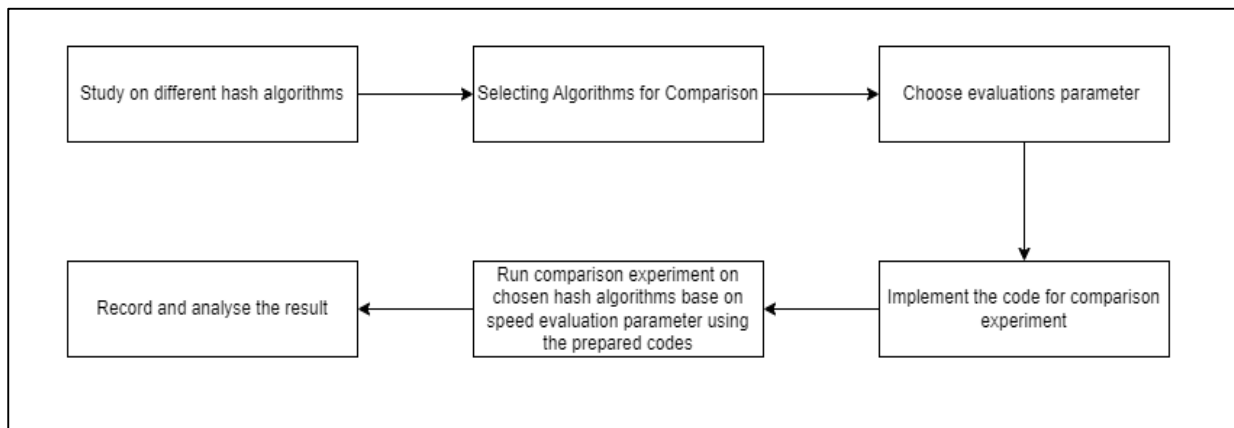 Study on different hash algorithms
Selecting Algorithms for Comparison
Choose evaluations parameter
Implement the code for comparison
experiment
Run comparison experiment on
chosen hash algorithms base on
speed evaluation parameter using
the prepared codes
Record and analyse the result